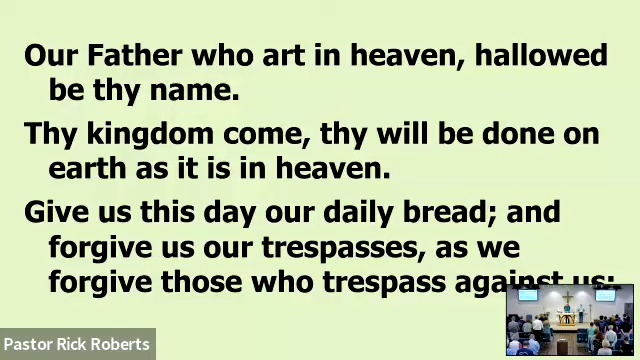 Our Father who art in heaven, hallowed
be thy name.
Thy kingdom come, thy will be done on
earth as it is in heaven.
Give us this day our daily bread; and
forgive us our trespasses, as we
forgive those who trespass against us;
Pastor Rick Roberts